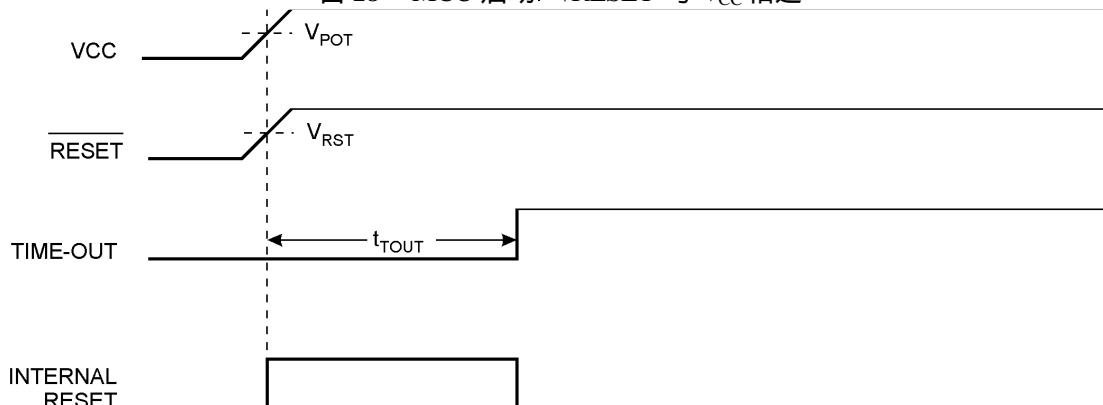 VCC
V_POT
RESET
V_RST
TIME-OUT
t_TOUT
INTERNAL
RESET